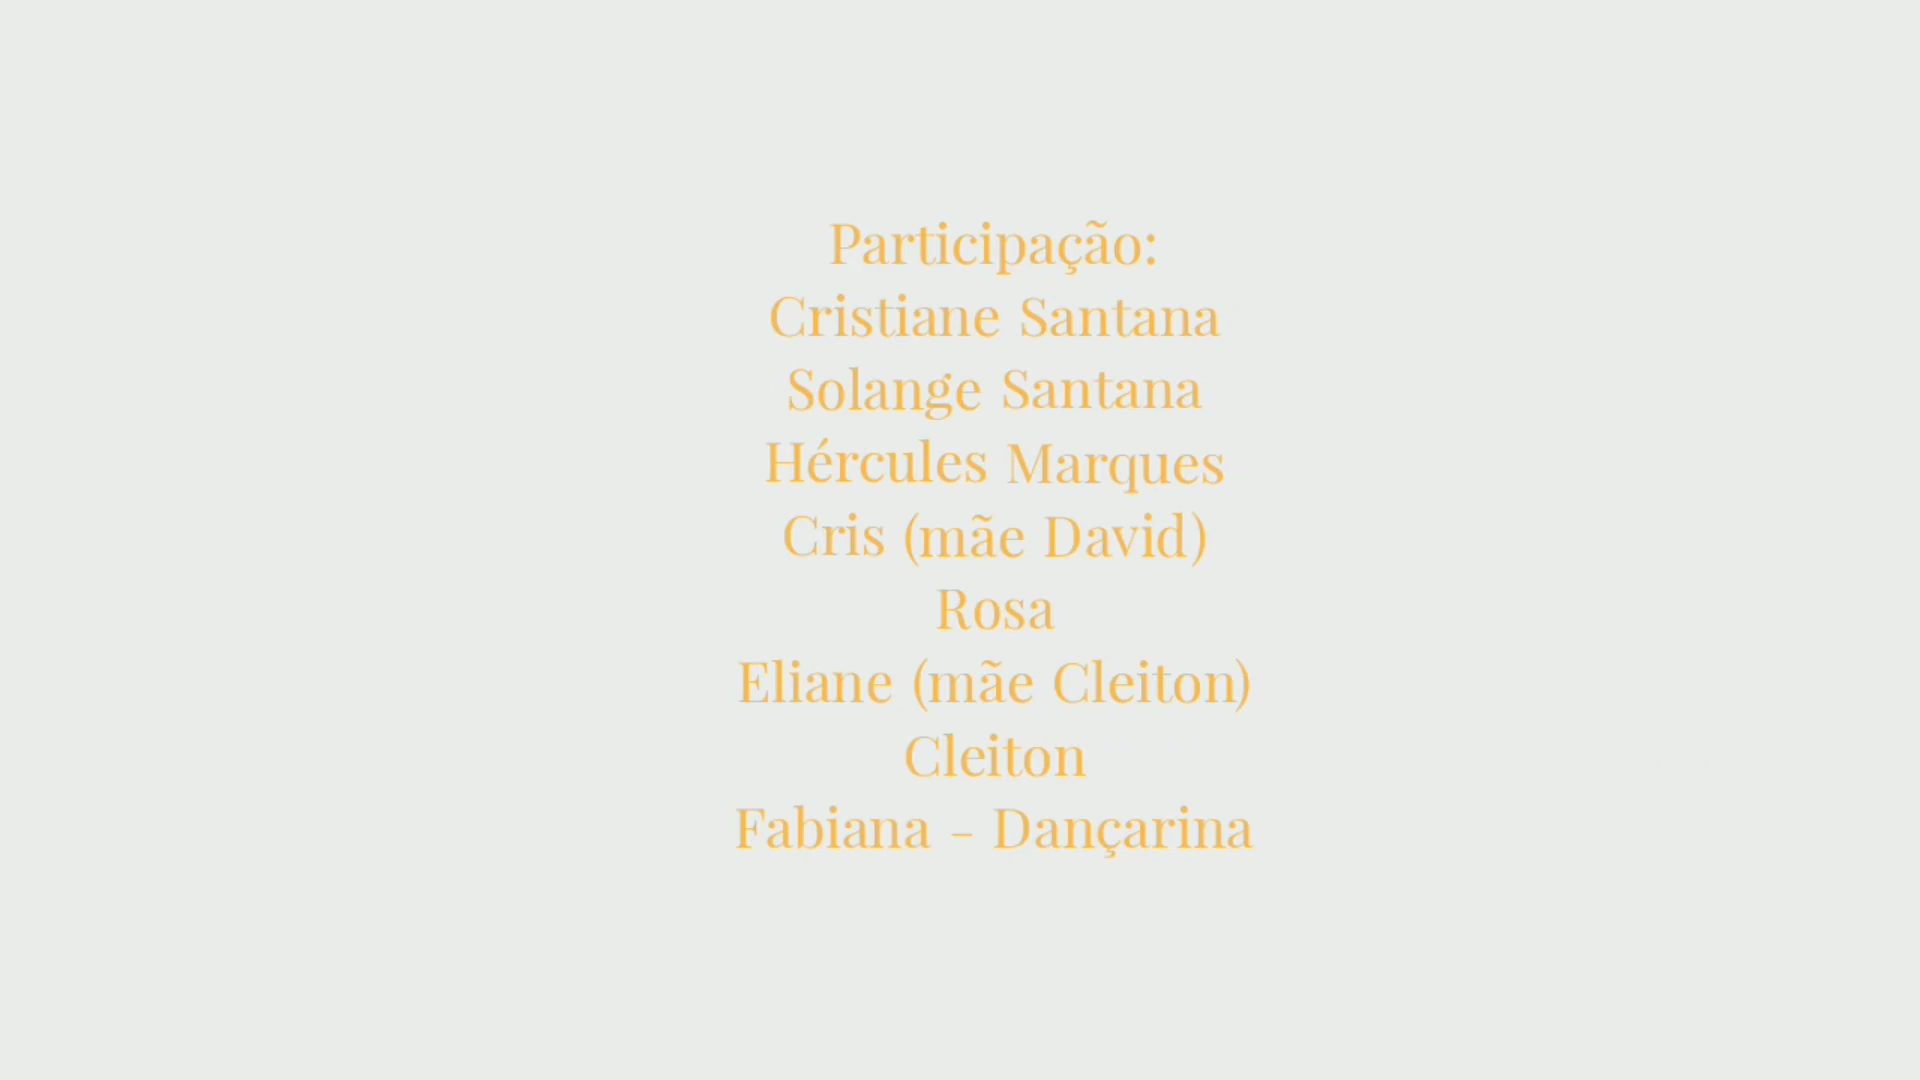 Participação:
Cristiane Santana
Solange Santana
Hércules Marques
Cris (mãe David)
Rosa
Eliane (mãe Cleiton)
Cleiton
Fabiana - Dançarina